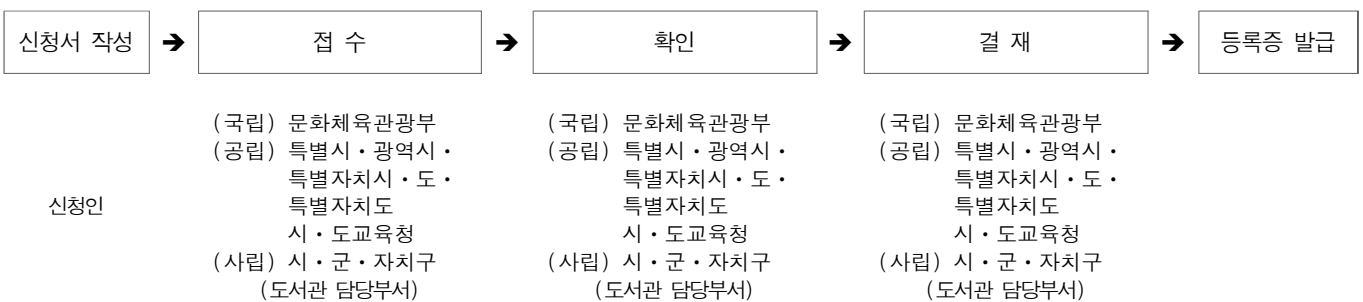 신청서 작성 ➔ 접 수 ➔ 확인 ➔ 결 재 ➔ 등록증 발급
신청인
(국립) 문화체육관광부
(공립) 특별시・광역시・
특별자치시・도・
특별자치도
시・도교육청
(사립) 시・군・자치구
(도서관 담당부서)
(국립) 문화체육관광부
(공립) 특별시・광역시・
특별자치시・도・
특별자치도
시・도교육청
(사립) 시・군・자치구
(도서관 담당부서)
(국립) 문화체육관광부
(공립) 특별시・광역시・
특별자치시・도・
특별자치도
시・도교육청
(사립) 시・군・자치구
(도서관 담당부서)